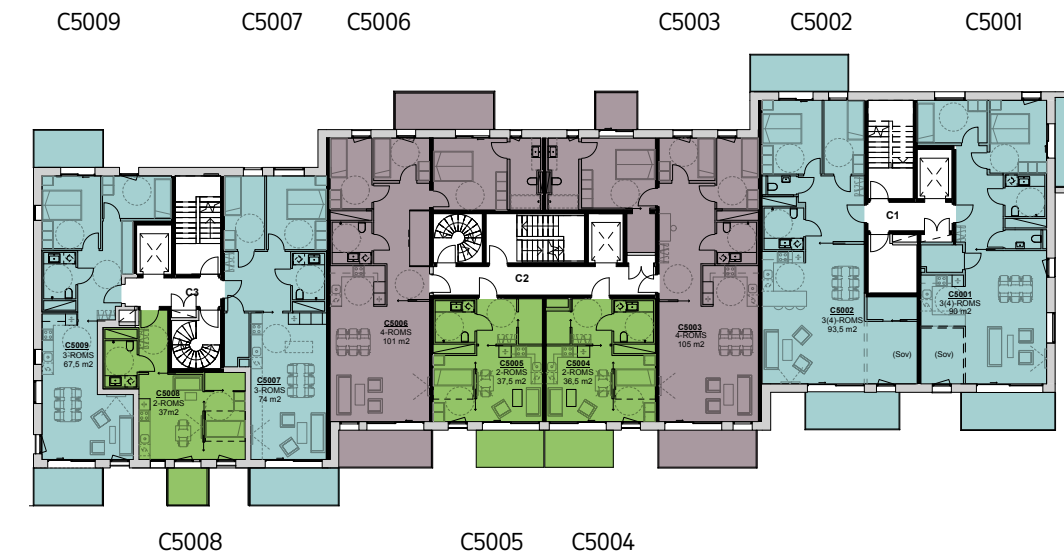 C5009
C5007
C5006
C5003
C5002
C5001
C1
C2
C3
C5009
3-ROMS
67,5 m2
C5008
2-ROMS
37m2
C5007
3-ROMS
74 m2
C5006
4-ROMS
101 m2
C5005
2-ROMS
37,5 m2
C5004
2-ROMS
36,5 m2
C5003
4-ROMS
105 m2
C5002
3(4)-ROMS
93,5 m2
(Sov)
(Sov)
C5001
3(4)-ROMS
90 m2
C5008
C5005
C5004